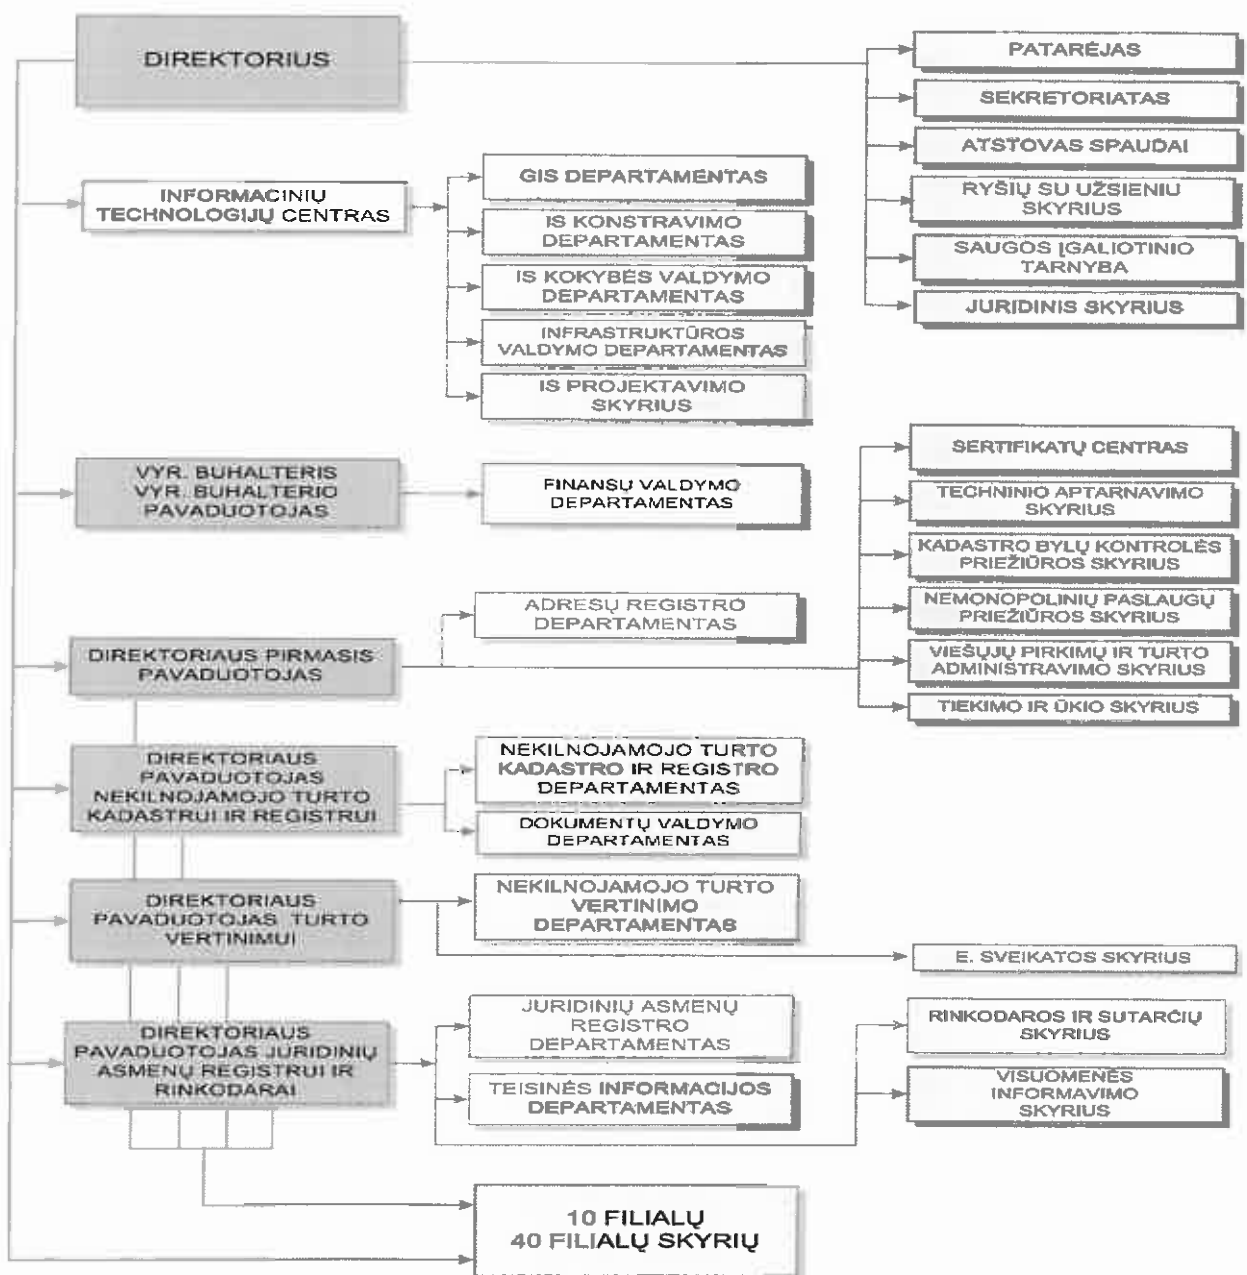 DIREKTORIUS
PATARĖJAS
SEKRETORIATAS
ATSTOVAS SPAUDAI
RYŠIŲ SU UŽSIENIU
SKYRIUS
SAUGOS ĮGALIOTINIO
TARNYBA
JURIDINIS SKYRIUS
INFORMACINIŲ
TECHNOLOGIJŲ CENTRAS
GIS DEPARTAMENTAS
IS KONSTRAVIMO
DEPARTAMENTAS
IS KOKYBĖS VALDYMO
DEPARTAMENTAS
INFRASTRUKTŪROS
VALDYMO DEPARTAMENTAS
IS PROJEKTAVIMO
SKYRIUS
VYR. BUHALTERIS
VYR. BUHALTERIO
PAVADUOTOJAS
FINANSŲ VALDYMO
DEPARTAMENTAS
SERTIFIKATŲ CENTRAS
TECHNINIO APTARNAVIMO
SKYRIUS
KADASTRO BYLŲ KONTROLĖS
PRIEŽIŪROS SKYRIUS
NEMONOPOLINIŲ PASLAUGŲ
PRIEŽIŪROS SKYRIUS
VIEŠŲJŲ PIRKIMŲ IR TURTO
ADMINISTRAVIMO SKYRIUS
TIEKIMO IR ŪKIO SKYRIUS
ADRESŲ REGISTRO
DEPARTAMENTAS
DIREKTORIAUS PIRMASIS
PAVADUOTOJAS
DIREKTORIAUS
PAVADUOTOJAS
NEKILNOJAMOJO TURTO
KADASTRUI IR REGISTRUI
NEKILNOJAMOJO TURTO
KADASTRO IR REGISTRO
DEPARTAMENTAS
DOKUMENTŲ VALDYMO
DEPARTAMENTAS
DIREKTORIAUS
PAVADUOTOJAS TURTO
VERTINIMUI
NEKILNOJAMOJO TURTO
VERTINIMO
DEPARTAMENTAS
E. SVEIKATOS SKYRIUS
DIREKTORIAUS
PAVADUOTOJAS JURIDINIŲ
ASMENŲ REGISTRUI IR
RINKODARAI
JURIDINIŲ ASMENŲ
REGISTRO
DEPARTAMENTAS
TEISINĖS INFORMACIJOS
DEPARTAMENTAS
RINKODAROS IR SUTARČIŲ
SKYRIUS
VISUOMENĖS
INFORMAVIMO
SKYRIUS
10 FILIALŲ
40 FILIALŲ SKYRIŲ